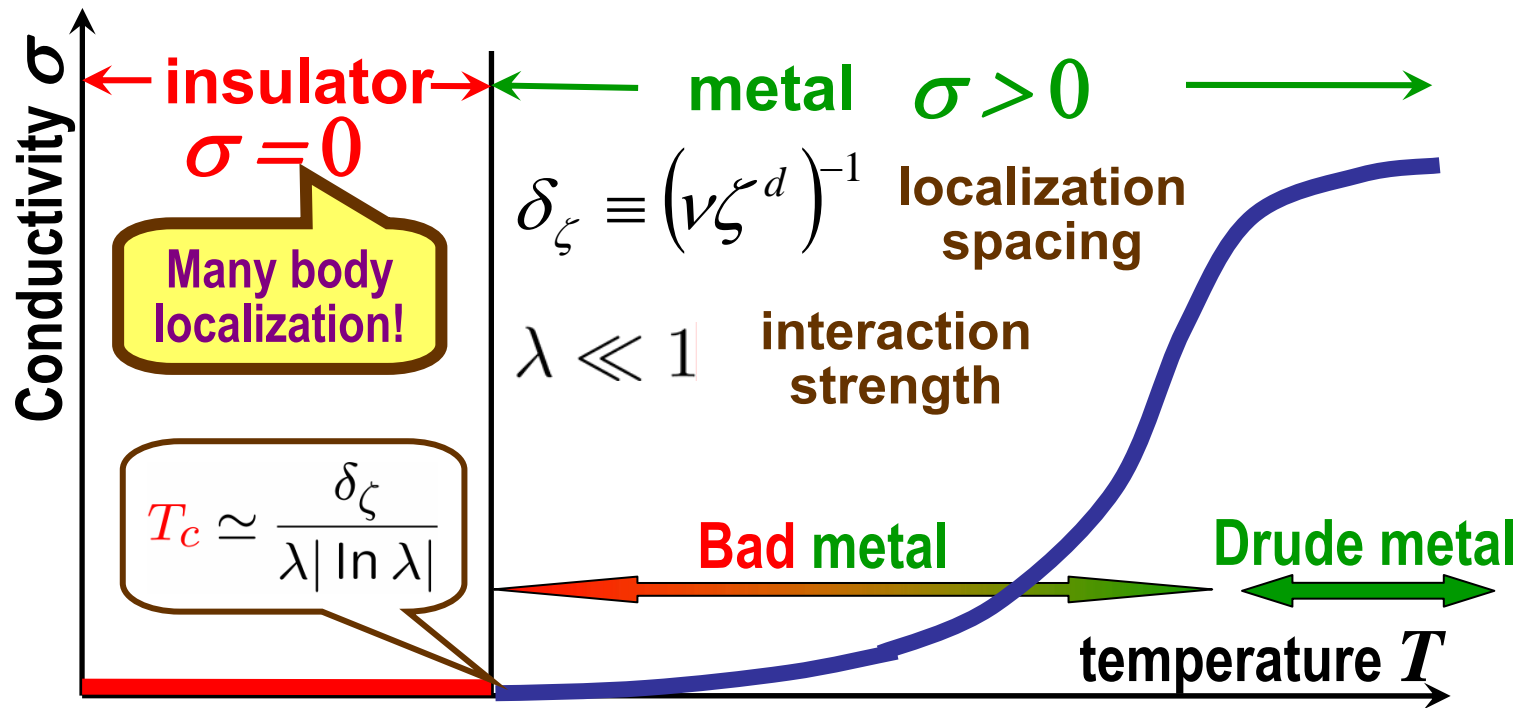 Conductivity σ
insulator
σ = 0
metal σ > 0
δ_ζ ≡ (νζ^d)^−1
localization
spacing
Many body
localization!
λ ≪ 1
interaction
strength
T_c ≃ δ_ζ / λ| ln λ|
Bad metal
Drude metal
temperature T